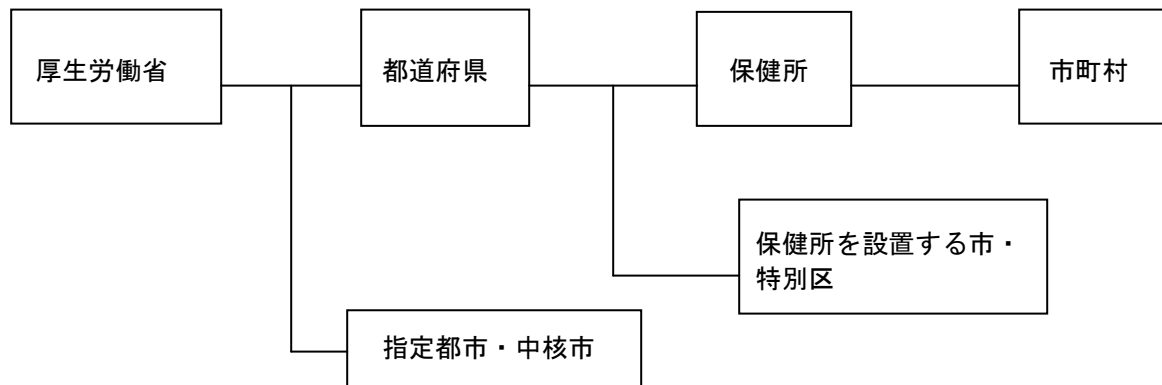 厚生労働省
都道府県
保健所
市町村
保健所を設置する市・
特別区
指定都市・中核市